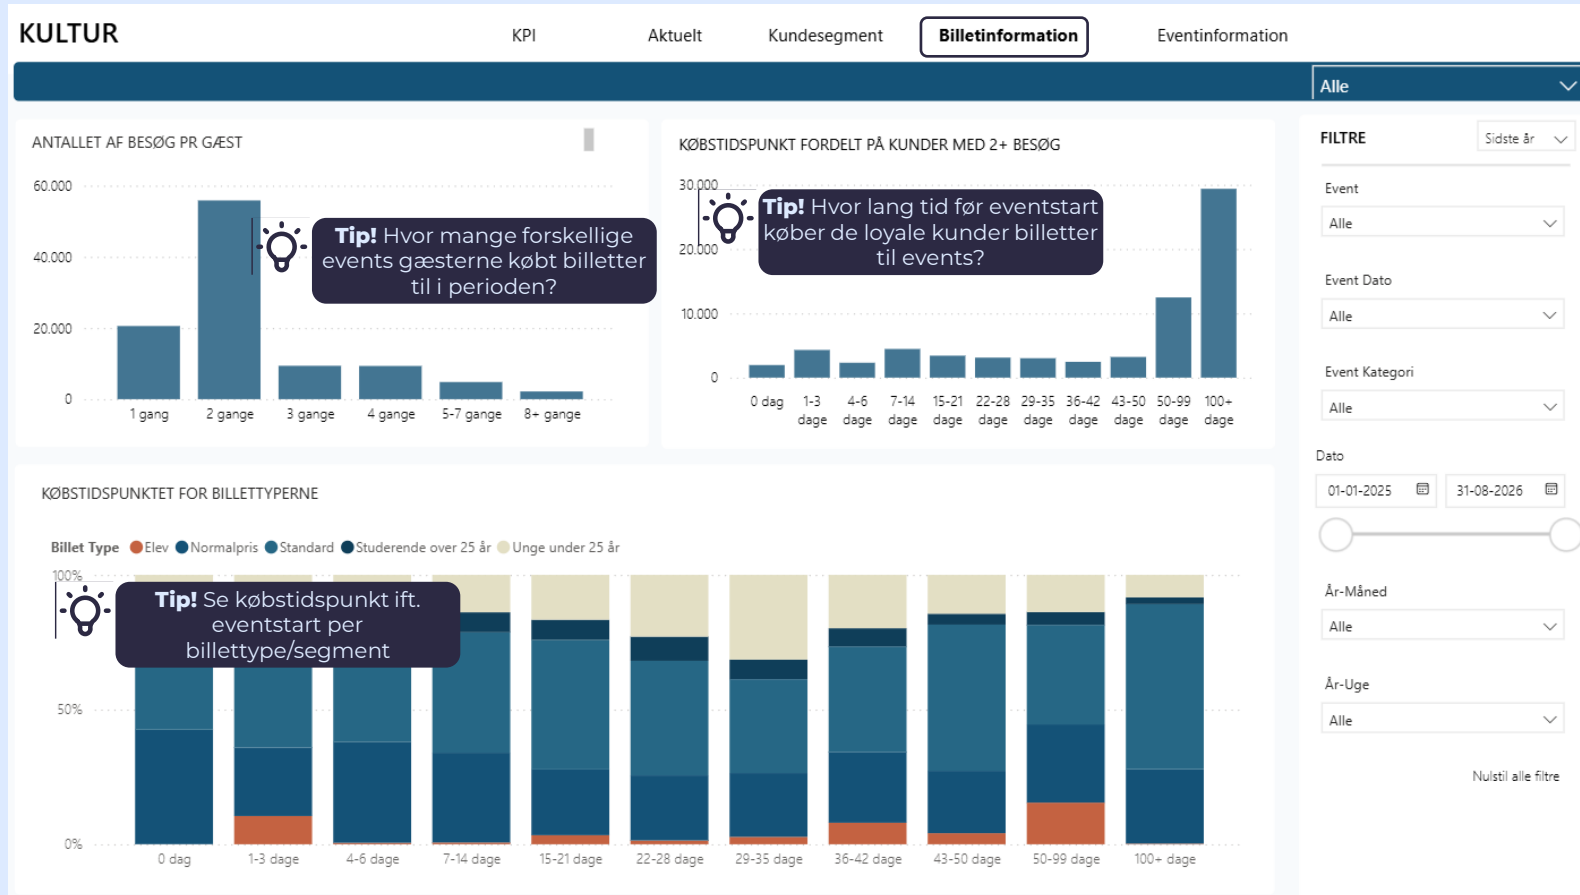 KULTUR
KPI
Aktuelt
Kundesegment
Billetinformation
Eventinformation
Alle
ANTALLET AF BESØG PR GÆST
60.000
40.000
20.000
0
1 gang
2 gange
3 gange
4 gange
5-7 gange
8+ gange
Tip! Hvor mange forskellige
events gæsterne købt billetter
til i perioden?
KØBSTIDSPUNKT FORDELT PÅ KUNDER MED 2+ BESØG
30.000
20.000
10.000
0
0 dag
1-3
dage
4-6
dage
7-14
dage
15-21
dage
22-28
dage
29-35
dage
36-42
dage
43-50
dage
50-99
dage
100+
dage
Tip! Hvor lang tid før eventstart
køber de loyale kunder billetter
til events?
KØBSTIDSPUNKTET FOR BILLETTYPERNE
Billet Type Elev Normalpris Standard Studerende over 25 år Unge under 25 år
100%
50%
0%
Tip! Se købstidspunkt ift.
eventstart per
billettype/segment
0 dag
1-3 dage
4-6 dage
7-14 dage
15-21 dage
22-28 dage
29-35 dage
36-42 dage
43-50 dage
50-99 dage
100+ dage
FILTRE
Sidste år
Event
Alle
Event Dato
Alle
Event Kategori
Alle
Dato
01-01-2025
31-08-2026
År-Måned
Alle
År-Uge
Alle
Nulstil alle filtre